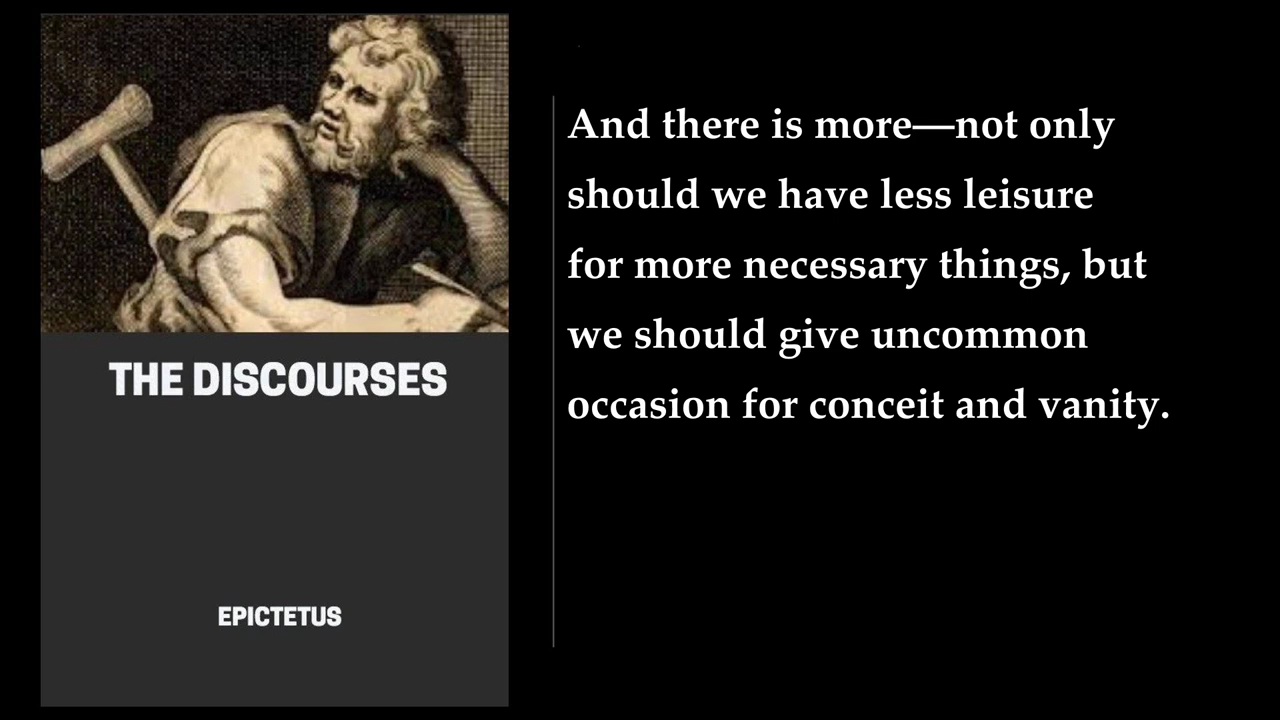 THE DISCOURSES
EPICTETUS
And there is more—not only
should we have less leisure
for more necessary things, but
we should give uncommon
occasion for conceit and vanity.